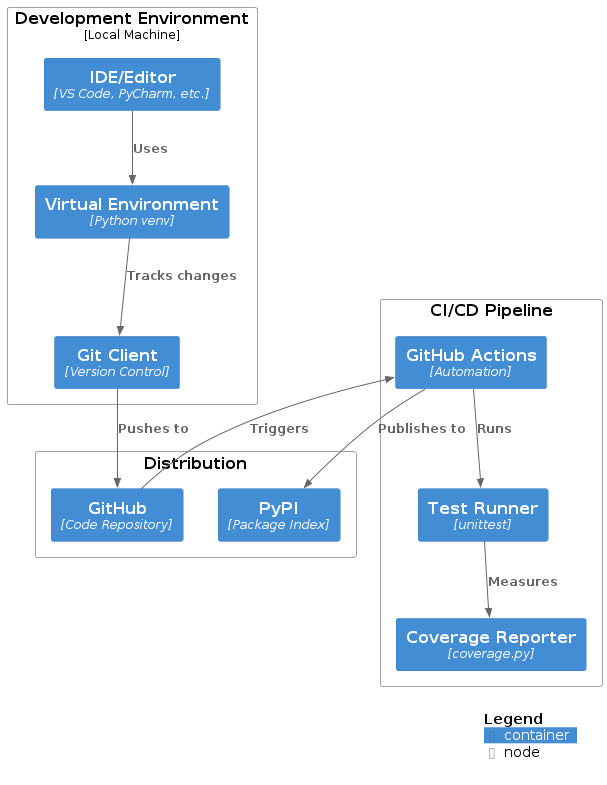 Development Environment
[Local Machine]
IDE/Editor
[VS Code, PyCharm, etc.]
Uses
Virtual Environment
[Python venv]
Tracks changes
Git Client
[Version Control]
Pushes to
Distribution
GitHub
[Code Repository]
PyPI
[Package Index]
Triggers
Publishes to
CI/CD Pipeline
GitHub Actions
[Automation]
Runs
Test Runner
[unittest]
Measures
Coverage Reporter
[coverage.py]
Legend
container
node